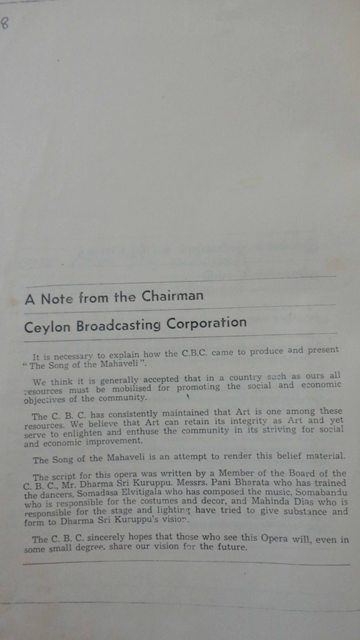 8
A Note from the Chairman
Ceylon Broadcasting Corporation
It is necessary to explain how the C.B.C. came to produce and present
"The Song of the Mahaveli".
We think it is generally accepted that in a country such as ours all
resources must be mobilised for promoting the social and economic
objectives of the community.
The C. B. C. has consistently maintained that Art is one among these
resources. We believe that Art can retain its integrity as Art and yet
serve to enlighten and enthuse the community in its striving for social
and economic improvement.
The Song of the Mahaveli is an attempt to render this belief material.
The script for this opera was written by a Member of the Board of the
C. B. C., Mr. Dharma Sri Kuruppu. Messrs. Pani Bharata who has trained
the dancers, Somadasa Elvitigala who has composed the music, Somabandu
who is responsible for the costumes and decor, and Mahinda Dias who is
responsible for the stage and lighting have tried to give substance and
form to Dharma Sri Kuruppu's vision.
The C. B. C. sincerely hopes that those who see this Opera will, even in
some small degree, share our vision for the future.